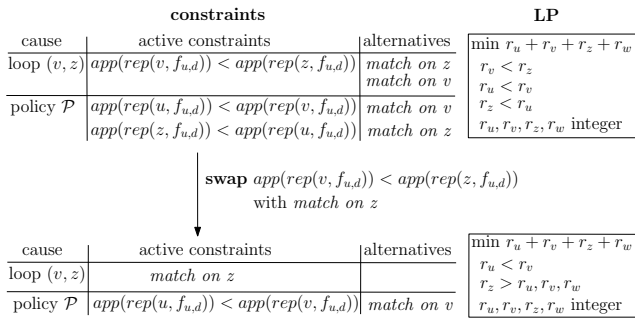 constraints LP
cause active constraints alternatives
loop (v, z) app(rep(v, f_{u,d})) < app(rep(z, f_{u,d})) match on z
match on v
policy P app(rep(u, f_{u,d})) < app(rep(v, f_{u,d})) match on v
app(rep(z, f_{u,d})) < app(rep(u, f_{u,d})) match on z
min r_u + r_v + r_z + r_w
r_v < r_z
r_u < r_v
r_z < r_u
r_u, r_v, r_z, r_w integer
swap app(rep(v, f_{u,d})) < app(rep(z, f_{u,d}))
with match on z
cause active constraints alternatives
loop (v, z) match on z
policy P app(rep(u, f_{u,d})) < app(rep(v, f_{u,d})) match on v
min r_u + r_v + r_z + r_w
r_u < r_v
r_z > r_u, r_v, r_w
r_u, r_v, r_z, r_w integer